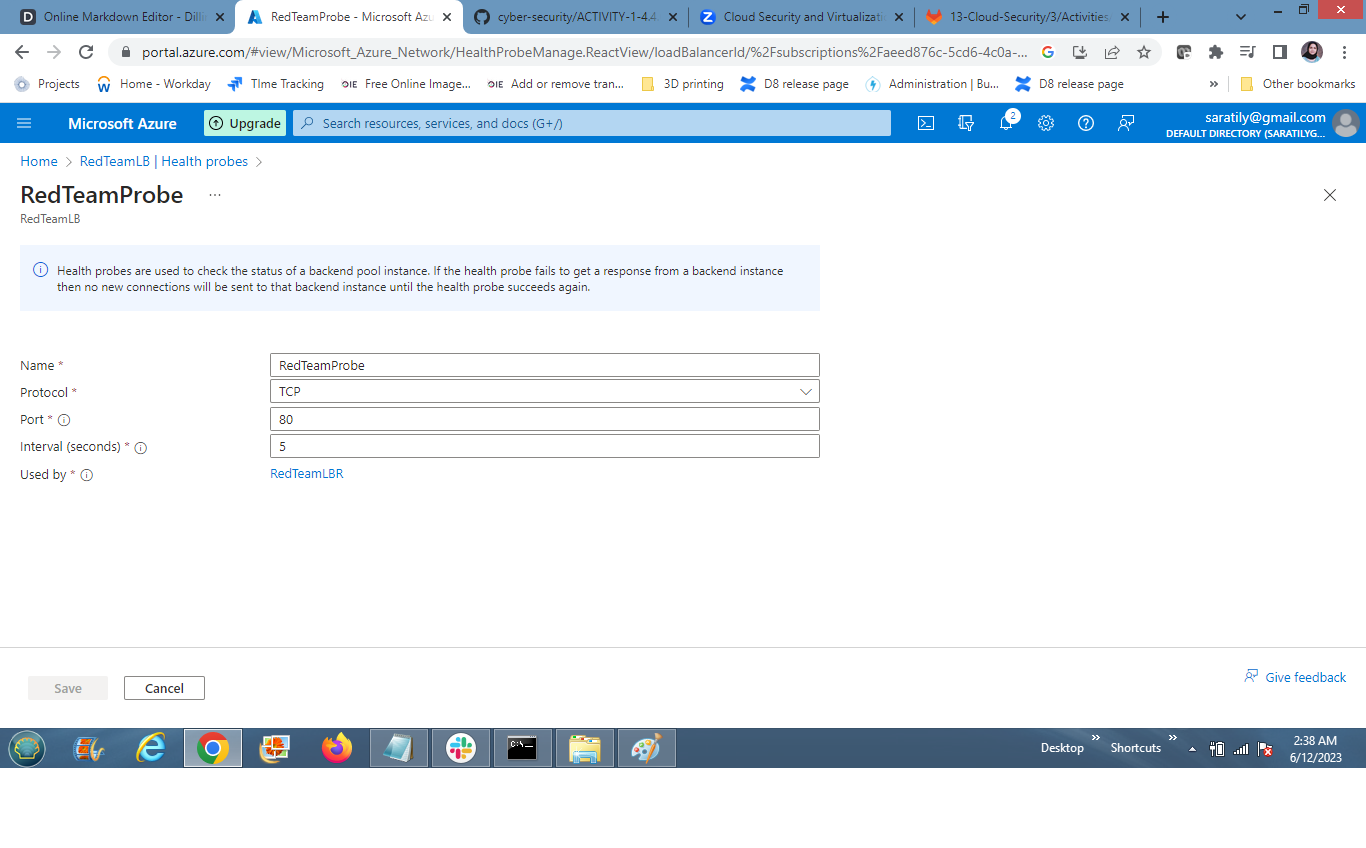 Online Markdown Editor - Dilli
RedTeamProbe - Microsoft Azu
cyber-security/ACTIVITY-1-4.4.
Cloud Security and Virtualizati
13-Cloud-Security/3/Activities
portal.azure.com/#view/Microsoft_Azure_Network/HealthProbeManage.ReactView/loadBalancerId/%2Fsubscriptions%2Faeed876c-5cd6-4c0a-...
Projects
Home - Workday
TIme Tracking
Free Online Image...
Add or remove tran...
3D printing
D8 release page
Administration | Bu...
D8 release page
»
Other bookmarks
Microsoft Azure
Upgrade
Search resources, services, and docs (G+/)
2
saratily@gmail.com
DEFAULT DIRECTORY (SARATILYG...
Home > RedTeamLB | Health probes >
RedTeamProbe ...
RedTeamLB
Health probes are used to check the status of a backend pool instance. If the health probe fails to get a response from a backend instance
then no new connections will be sent to that backend instance until the health probe succeeds again.
Name * RedTeamProbe
Protocol * TCP
Port * 80
Interval (seconds) * 5
Used by * RedTeamLBR
Save
Cancel
Give feedback
Desktop »
Shortcuts »
2:38 AM
6/12/2023